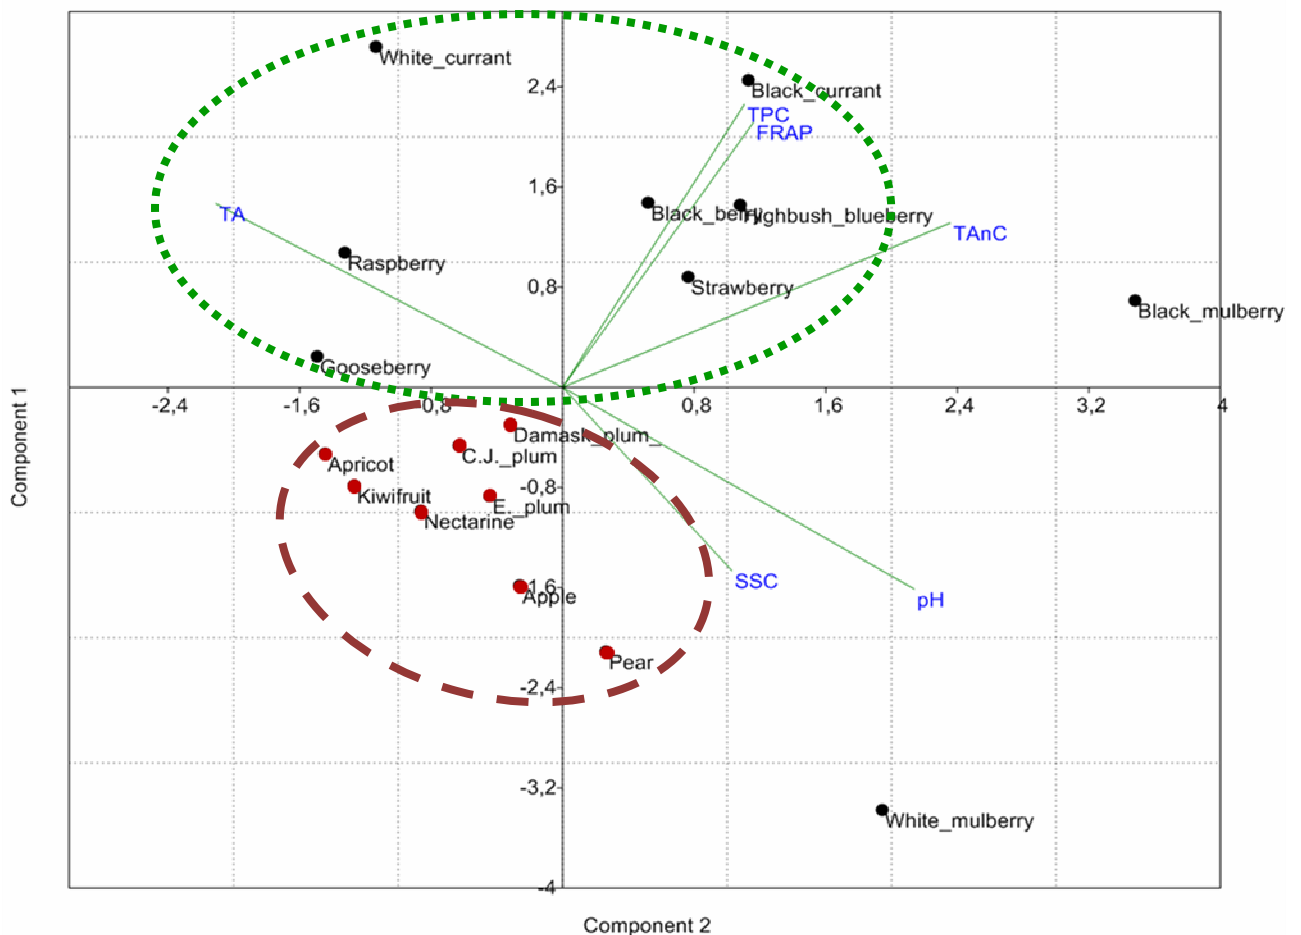 White_currant
2,4
Black_currant
TPC
FRAP
1,6
Black_berry
Highbush_blueberry
TA
TAnC
Raspberry
0,8
Strawberry
Black_mulberry
Gooseberry
-2,4
-1,6
-0,8
0,8
1,6
2,4
3,2
4
Component 1
Damask_plum_
C.J._plum
Apricot
-0,8
Kiwifruit
E._plum
Nectarine
SSC
-1,6
Apple
pH
Pear
-2,4
-3,2
White_mulberry
-4
Component 2